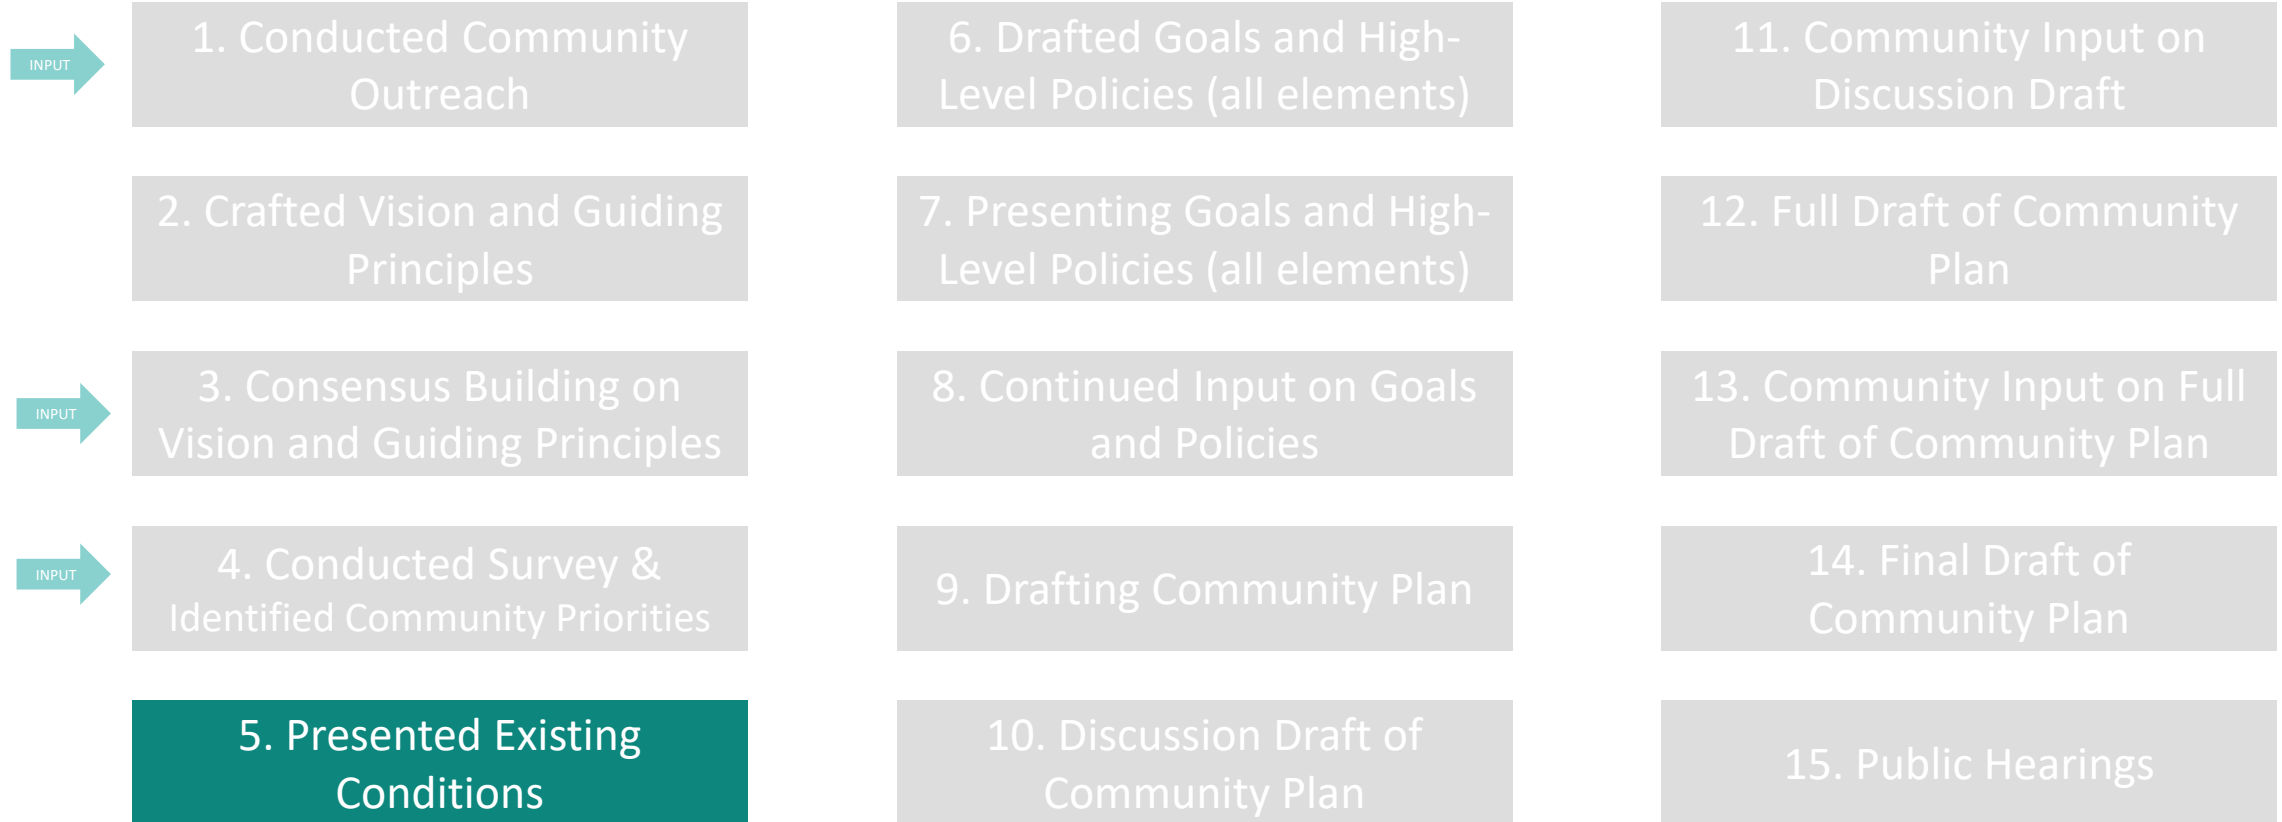 INPUT
1. Conducted Community
Outreach
2. Crafted Vision and Guiding
Principles
INPUT
3. Consensus Building on
Vision and Guiding Principles
INPUT
4. Conducted Survey &
Identified Community Priorities
5. Presented Existing
Conditions
6. Drafted Goals and High-
Level Policies (all elements)
7. Presenting Goals and High-
Level Policies (all elements)
8. Continued Input on Goals
and Policies
9. Drafting Community Plan
10. Discussion Draft of
Community Plan
11. Community Input on
Discussion Draft
12. Full Draft of Community
Plan
13. Community Input on Full
Draft of Community Plan
14. Final Draft of
Community Plan
15. Public Hearings